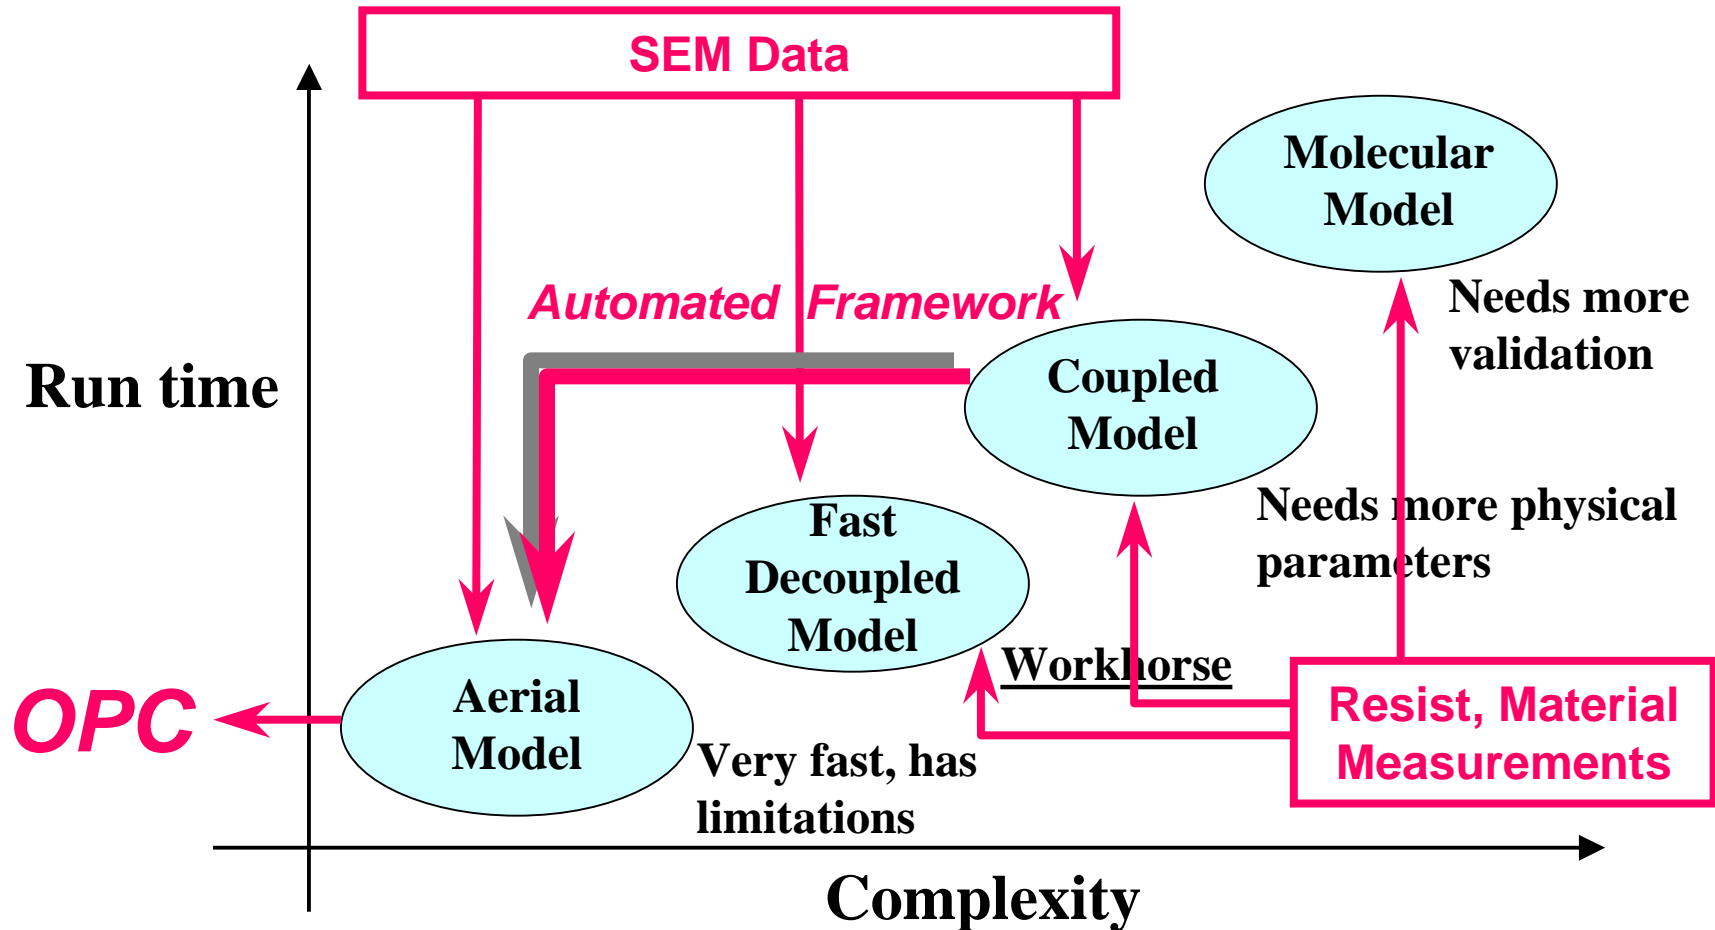 SEM Data
Molecular
Model
Needs more
validation
Automated Framework
Run time
Coupled
Model
Needs more physical
parameters
Fast
Decoupled
Model
Workhorse
Aerial
Model
OPC
Very fast, has
limitations
Resist, Material
Measurements
Complexity